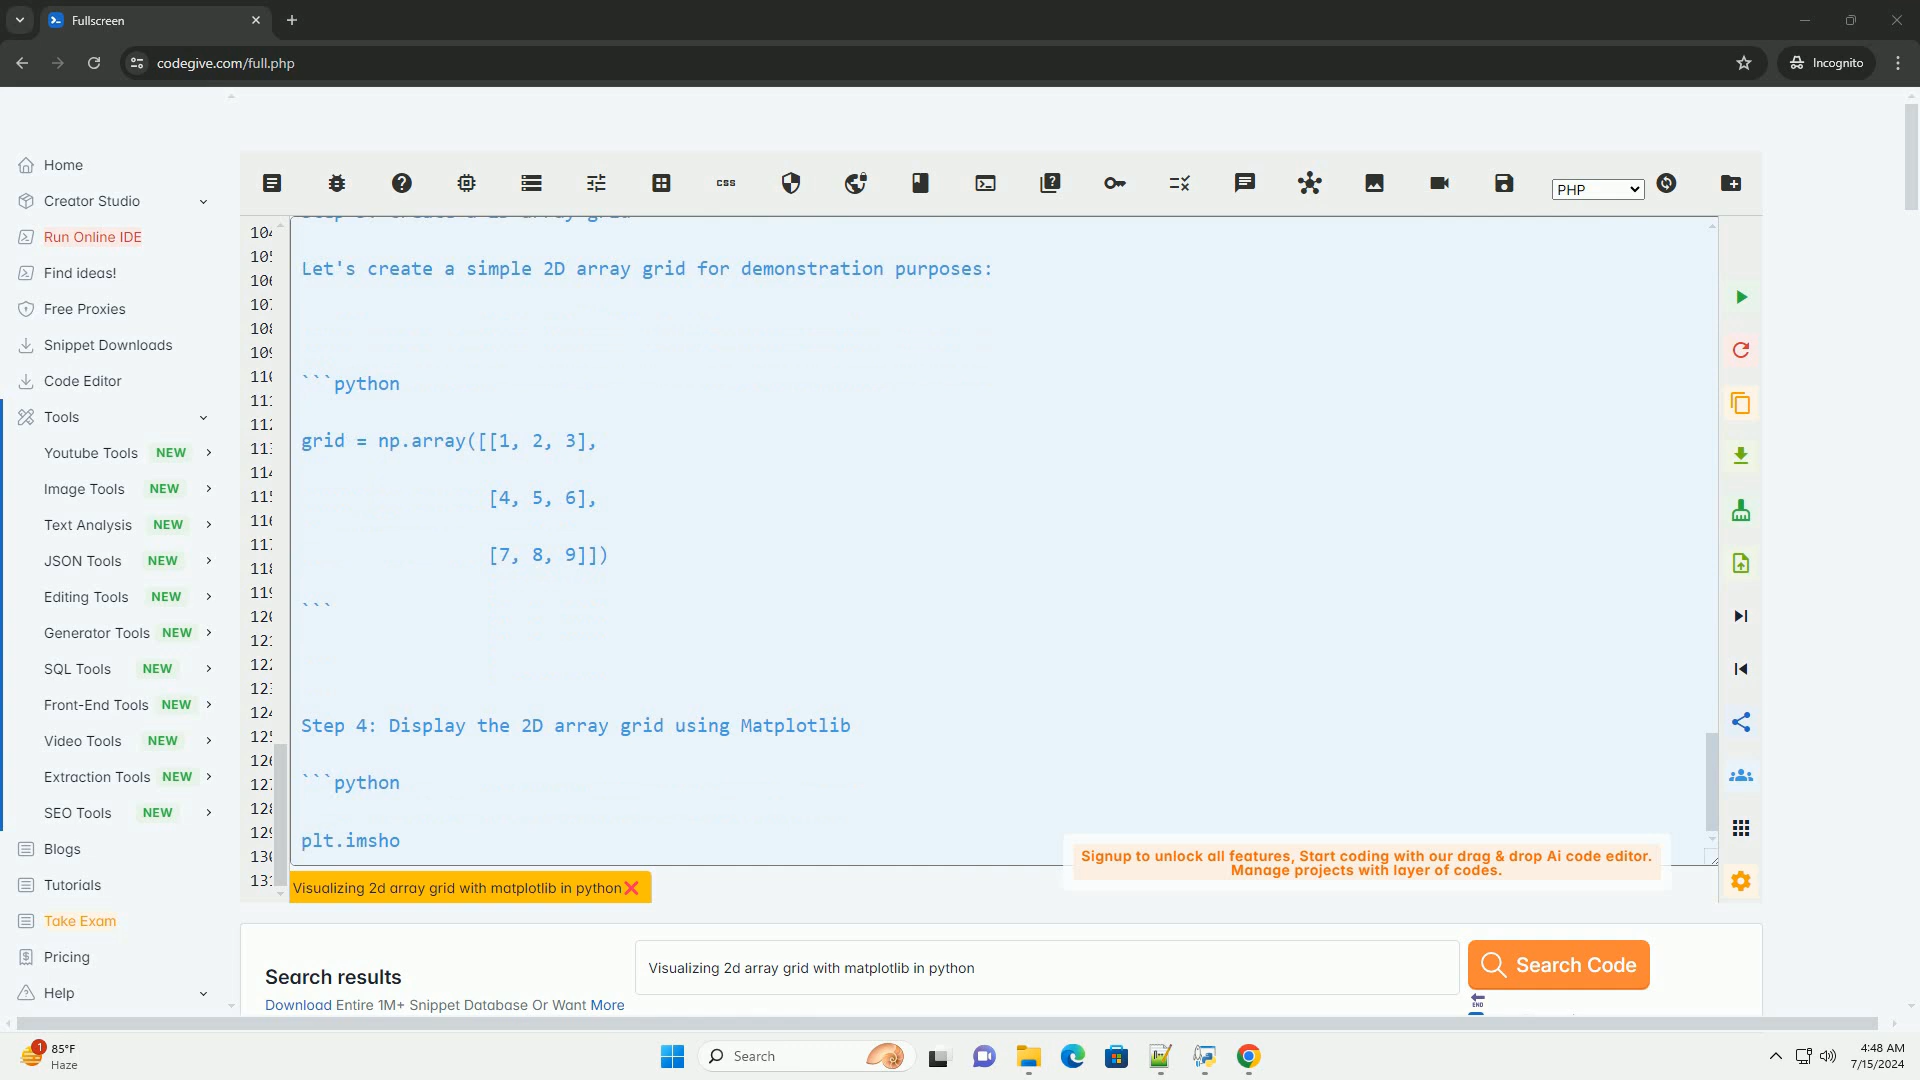 Fullscreen
codegive.com/full.php
Incognito
Home
Creator Studio
Run Online IDE
Find ideas!
Free Proxies
Snippet Downloads
Code Editor
Tools
Youtube Tools NEW
Image Tools NEW
Text Analysis NEW
JSON Tools NEW
Editing Tools NEW
Generator Tools NEW
SQL Tools NEW
Front-End Tools NEW
Video Tools NEW
Extraction Tools NEW
SEO Tools NEW
Blogs
Tutorials
Take Exam
Pricing
Help
css
PHP
Let's create a simple 2D array grid for demonstration purposes:
```python
grid = np.array([[1, 2, 3],
[4, 5, 6],
[7, 8, 9]])
```
Step 4: Display the 2D array grid using Matplotlib
```python
plt.imsho
Signup to unlock all features, Start coding with our drag & drop Ai code editor.
Manage projects with layer of codes.
Visualizing 2d array grid with matplotlib in python
Search results
Download Entire 1M+ Snippet Database Or Want More
Visualizing 2d array grid with matplotlib in python
Search Code
END
1
85°F
Haze
Search
4:48 AM
7/15/2024